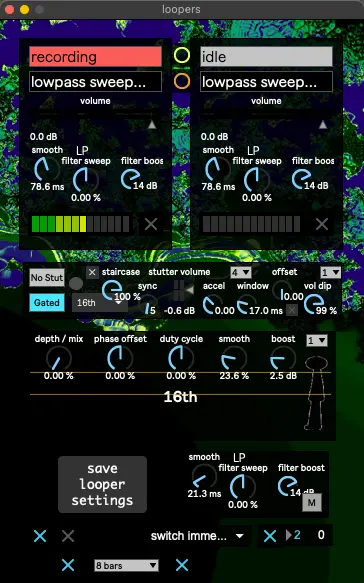 loopers
recording
idle
lowpass sweep...
lowpass sweep...
volume
volume
0.0 dB
0.0 dB
smooth
LP
filter sweep
filter boos
smooth
LP
filter sweep
filter boos
78.6 ms
0.00 %
14 dB
78.6 ms
0.00 %
14 dB
No Stut
staircase
stutter volume
4
offset
1
Gated
16th
100 %
sync
5
-0.6 dB
accel
0.00
window
17.0 ms
0.00
vol dip
99 %
depth / mix
phase offset
duty cycle
smooth
boost
1
0.00 %
0.00 %
0.00 %
23.6 %
2.5 dB
16th
save
looper
settings
smooth
LP
filter sweep
filter boost
21.3 ms
0.00 %
14 dB
M
switch imme...
2
0
8 bars